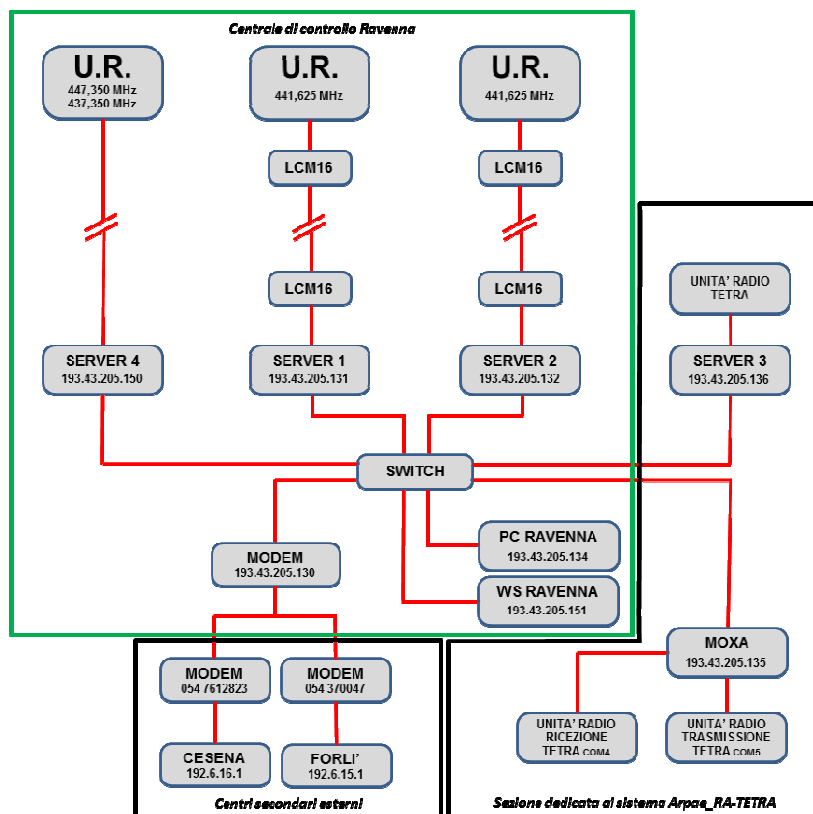 Centrale di controllo Ravenna
U.R.
447,350 MHz
437,350 MHz
U.R.
441,625 MHz
U.R.
441,625 MHz
LCM16
LCM16
LCM16
LCM16
UNITA' RADIO
TETRA
SERVER 4
193.43.205.150
SERVER 1
193.43.205.131
SERVER 2
193.43.205.132
SERVER 3
193.43.205.136
SWITCH
PC RAVENNA
193.43.205.134
MODEM
193.43.205.130
WS RAVENNA
193.43.205.151
MOXA
193.43.205.135
MODEM
0547612823
MODEM
054370047
UNITA' RADIO
RICEZIONE
TETRA COM4
UNITA' RADIO
TRASMISSIONE
TETRA COM5
CESENA
192.6.16.1
FORLI'
192.6.15.1
Centri secondari esterni
Sezione dedicata al sistema Arpae_RA-TETRA